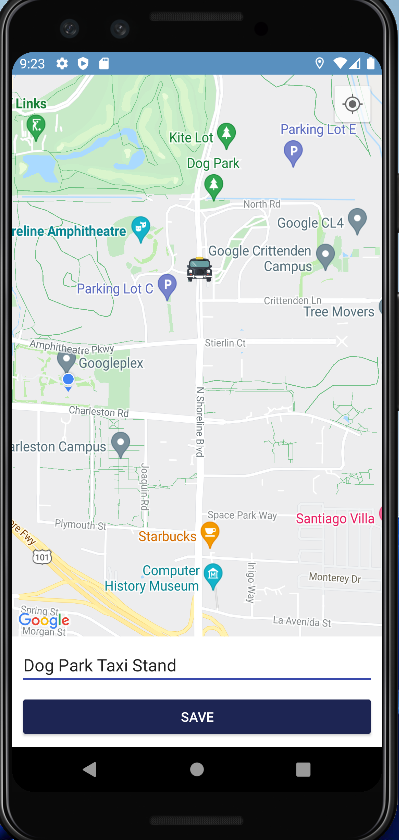 9:23
Links
Kite Lot
Parking Lot E
Dog Park
North Rd
reline Amphitheatre
Google CL4
Google Crittenden
Campus
Parking Lot C
Crittenden Ln
Tree Movers
Stierlin Ct
Amphitheatre Pkwy
Googleplex
Charleston Rd
N Shoreline Blvd
arleston Campus
Joaquin Rd
Space Park Way
Santiago Villa
Plymouth St
ore Fwy
Starbucks
101
Computer
History Museum
Inigo Way
Monterey Dr
Spring St
Google
Morgan St
La Avenida St
Dog Park Taxi Stand
SAVE